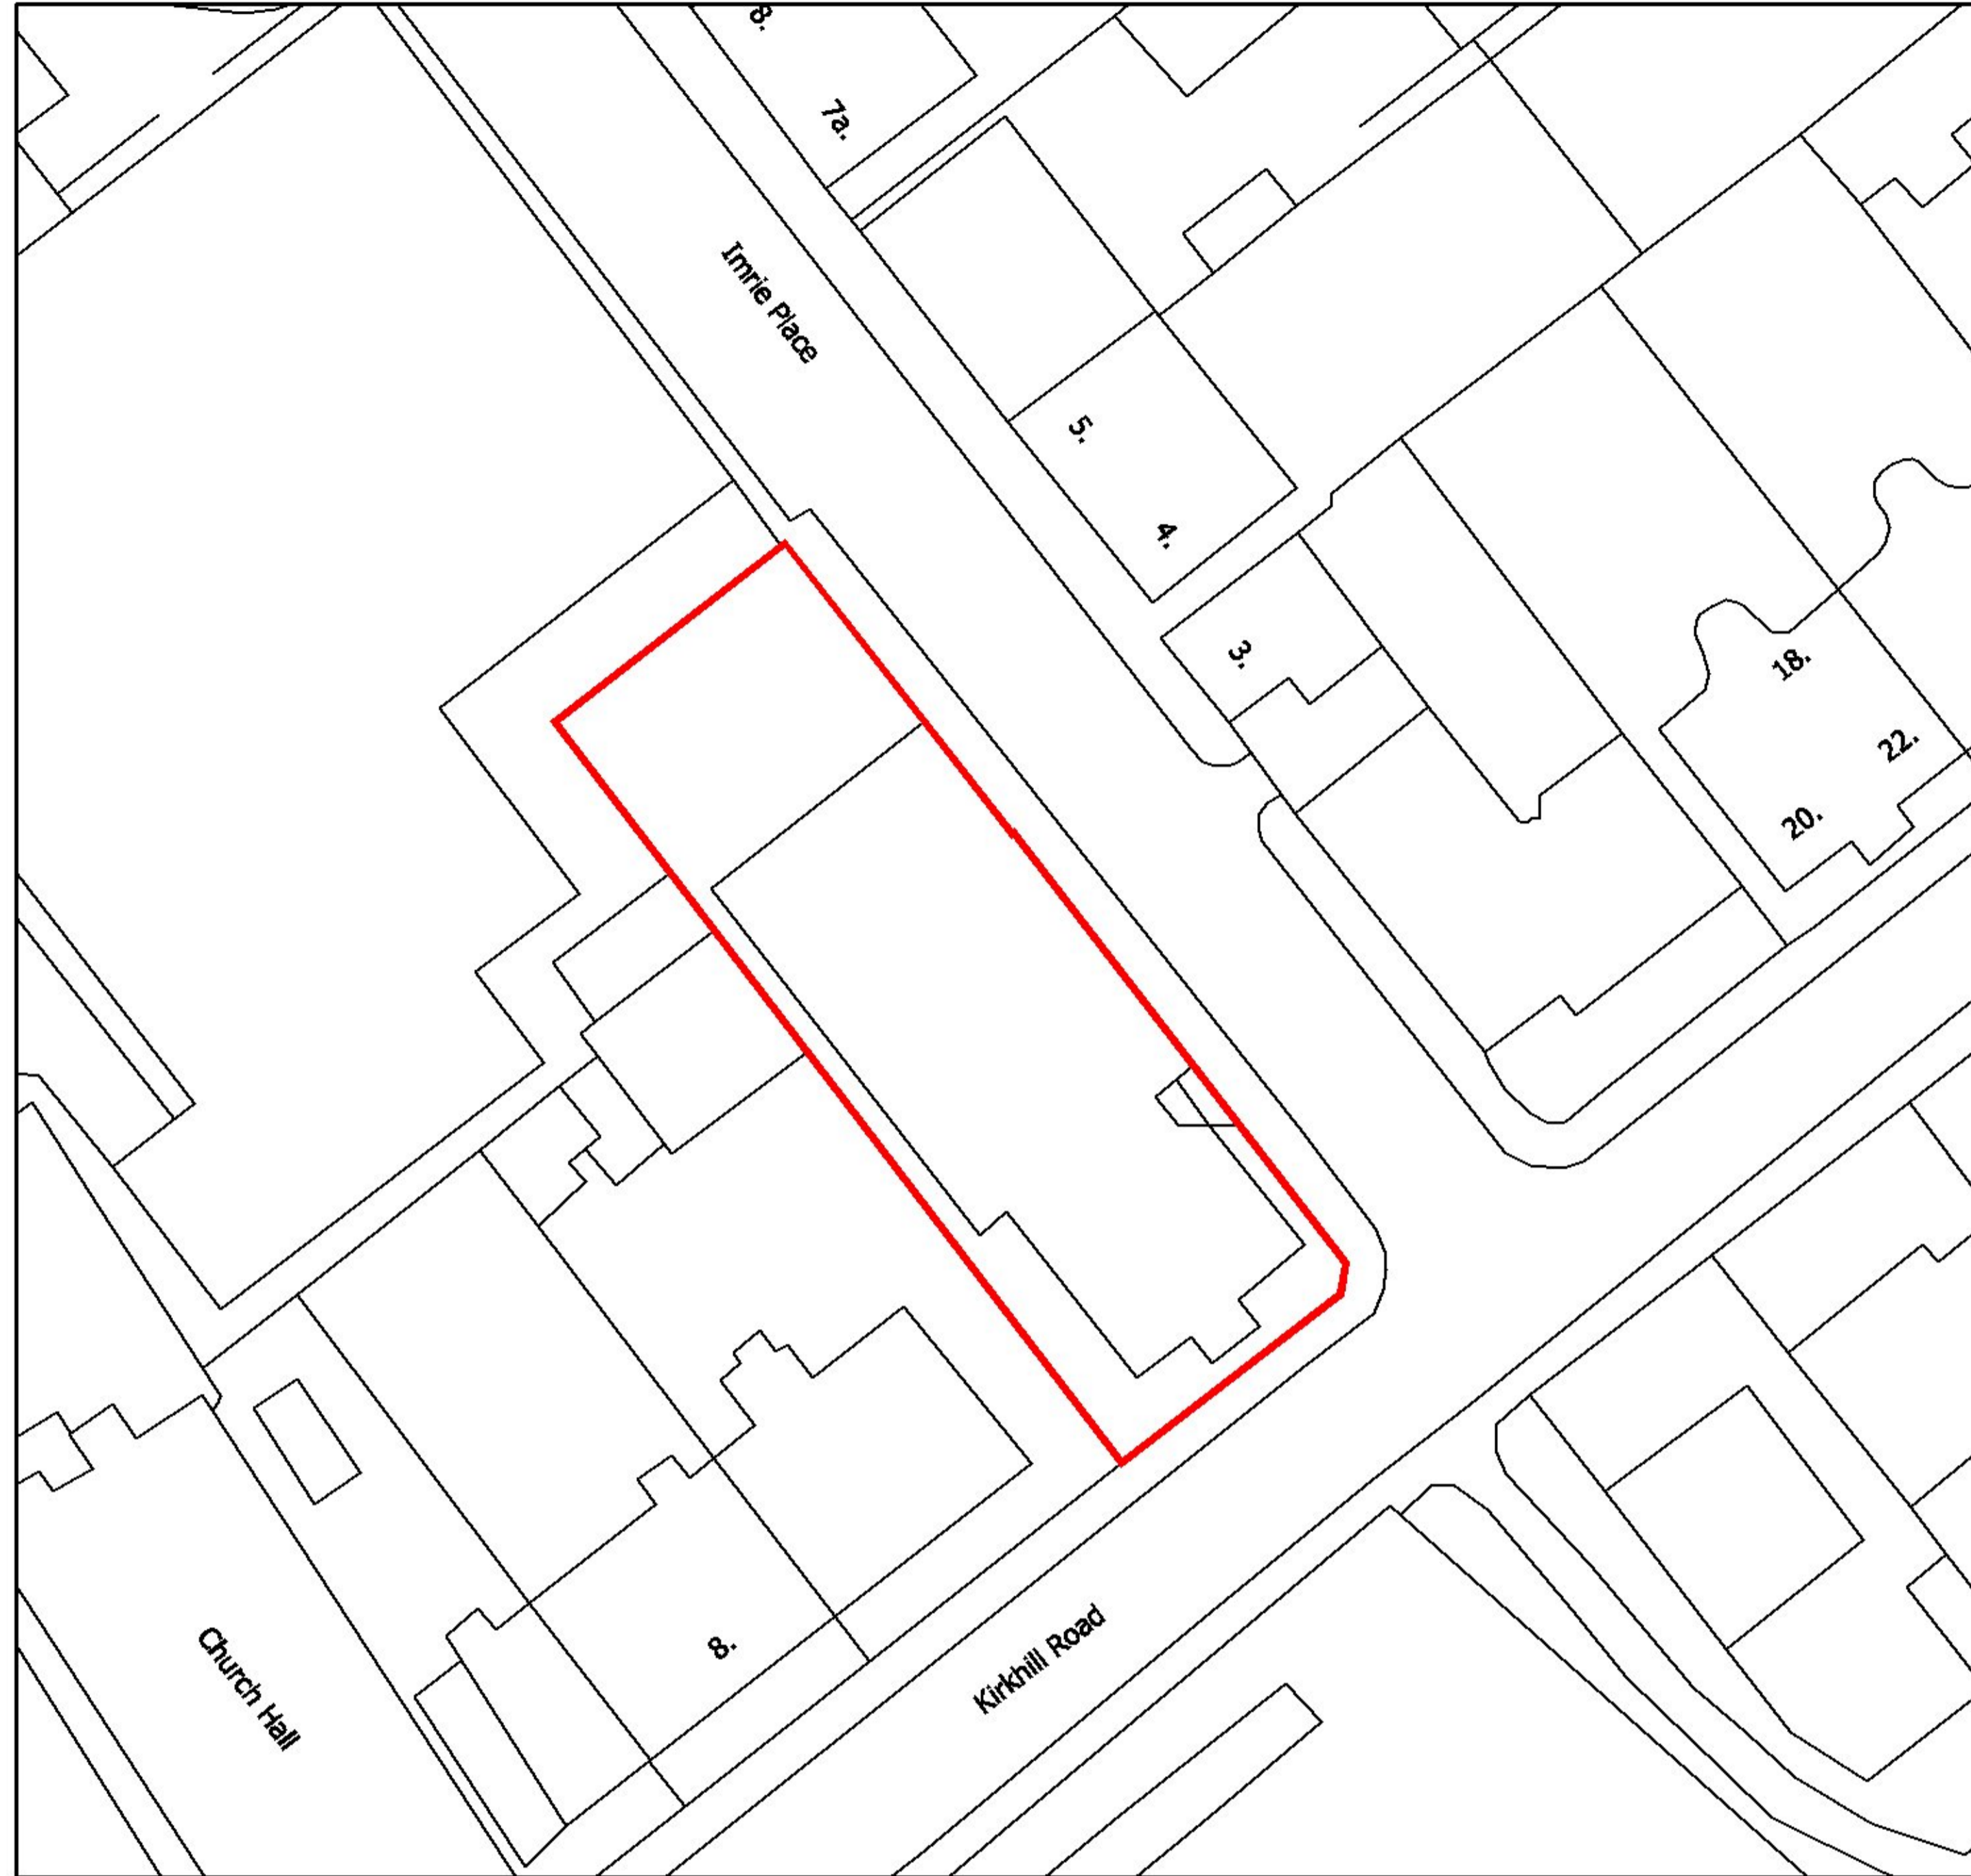 8.
7a.
Imrie Place
5.
4.
3.
18.
22.
20.
Kirkhill Road
8.
Church Hall